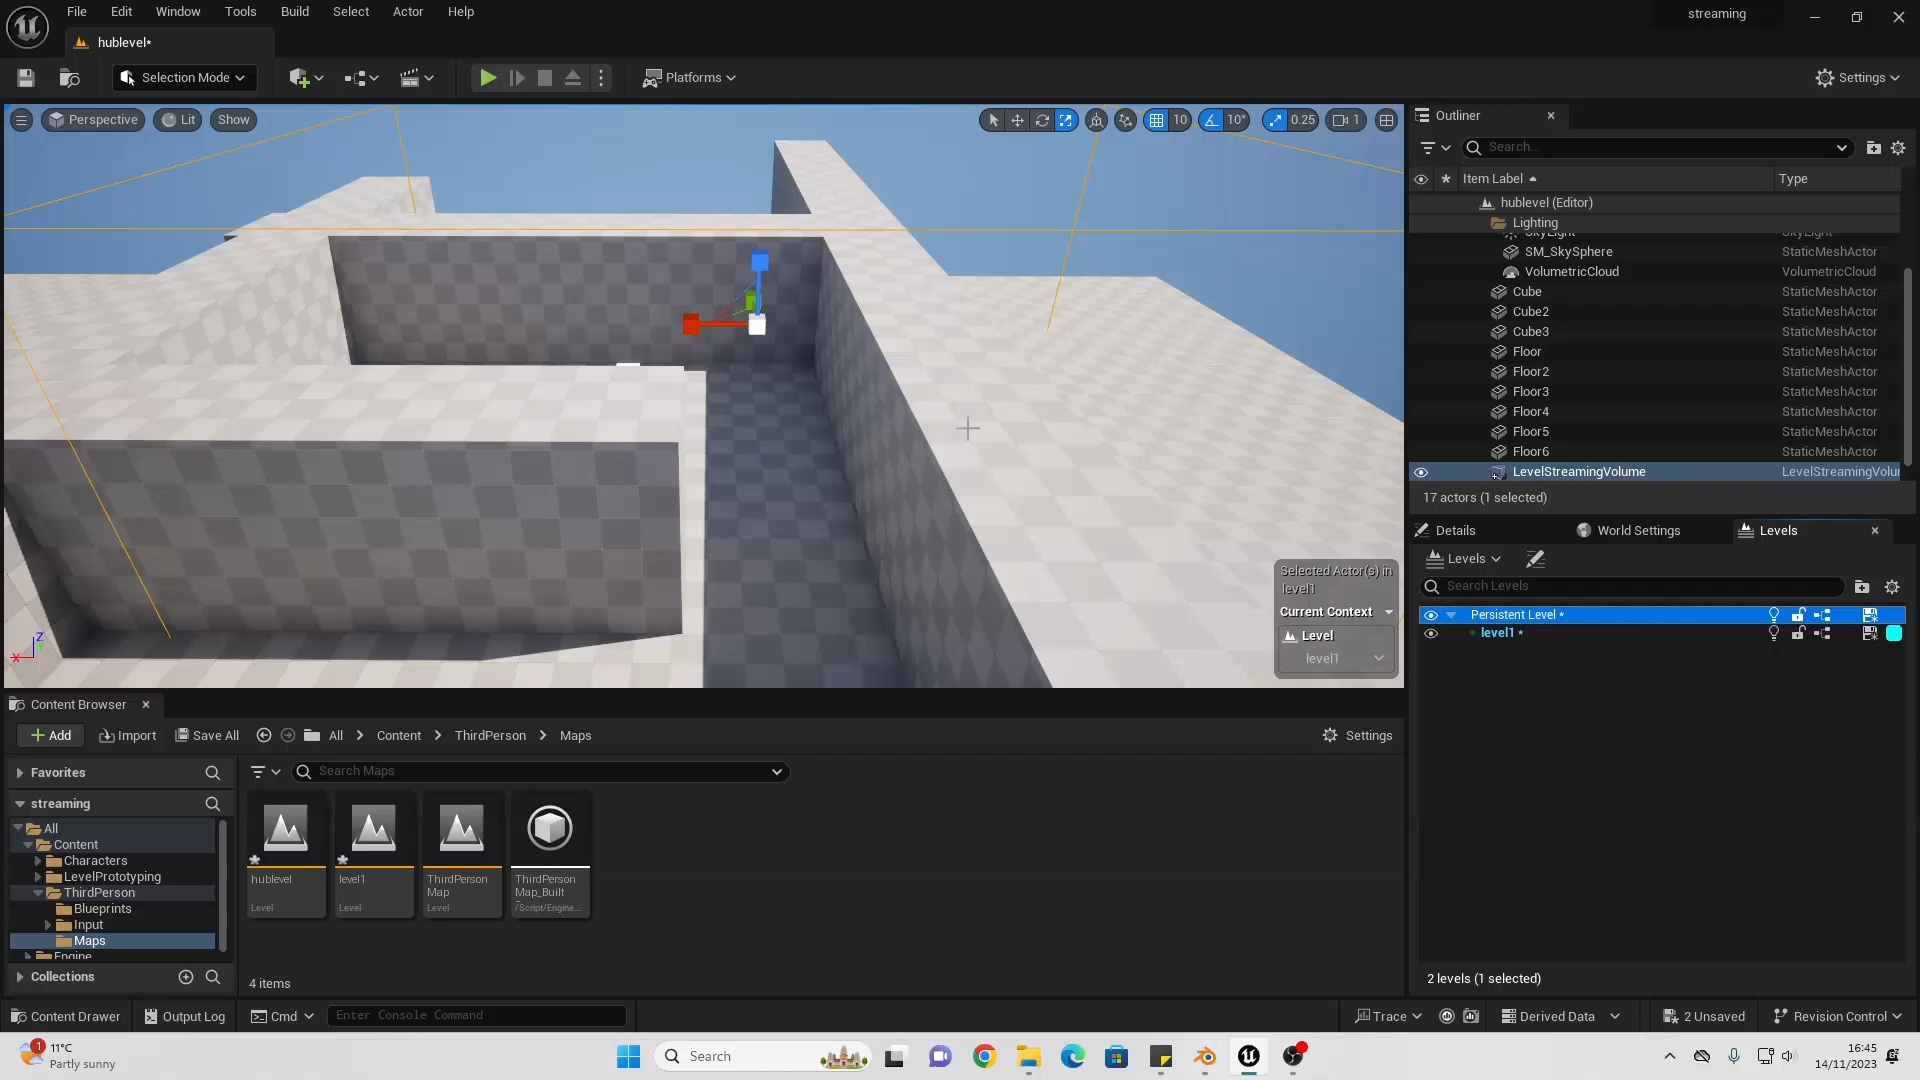 File Edit Window Tools Build Select Actor Help
streaming
hublevel*
Selection Mode
Platforms
Settings
Perspective Lit Show
10 10° 0.25 1
Selected Actor(s) in
level1
Current Context
Level
level1
Z
X
Outliner
Search...
Item Label Type
hublevel (Editor)
Lighting
SkyLight SkyLight
SM_SkySphere StaticMeshActor
VolumetricCloud VolumetricCloud
Cube StaticMeshActor
Cube2 StaticMeshActor
Cube3 StaticMeshActor
Floor StaticMeshActor
Floor2 StaticMeshActor
Floor3 StaticMeshActor
Floor4 StaticMeshActor
Floor5 StaticMeshActor
Floor6 StaticMeshActor
LevelStreamingVolume LevelStreamingVolu
17 actors (1 selected)
Details World Settings Levels
Levels
Search Levels
Persistent Level *
level1 *
2 levels (1 selected)
Content Browser
Add Import Save All All Content ThirdPerson Maps Settings
Favorites
Search Maps
streaming
All
Content
Characters
LevelPrototyping
ThirdPerson
Blueprints
Input
Maps
Engine
Collections
hublevel
Level
level1
Level
ThirdPerson
Map
Level
ThirdPerson
Map_Built
/Script/Engine...
4 items
Content Drawer Output Log Cmd Enter Console Command Trace Derived Data 2 Unsaved Revision Control
1
11°C
Partly sunny
Search
16:45
14/11/2023